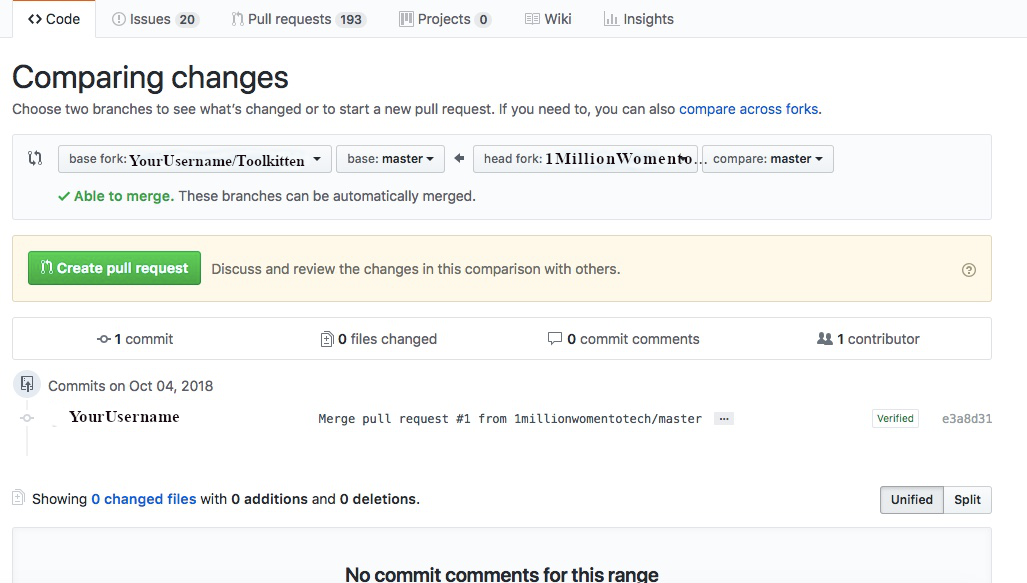 Code Issues 20 Pull requests 193 Projects 0 Wiki Insights
Comparing changes
Choose two branches to see what's changed or to start a new pull request. If you need to, you can also compare across forks.
base fork: YourUsername/Toolkitten base: master head fork: 1MillionWomento... compare: master
Able to merge. These branches can be automatically merged.
Create pull request Discuss and review the changes in this comparison with others.
1 commit 0 files changed 0 commit comments 1 contributor
Commits on Oct 04, 2018
YourUsername Merge pull request #1 from 1millionwomentotech/master ... Verified e3a8d31
Showing 0 changed files with 0 additions and 0 deletions. Unified Split
No commit comments for this range